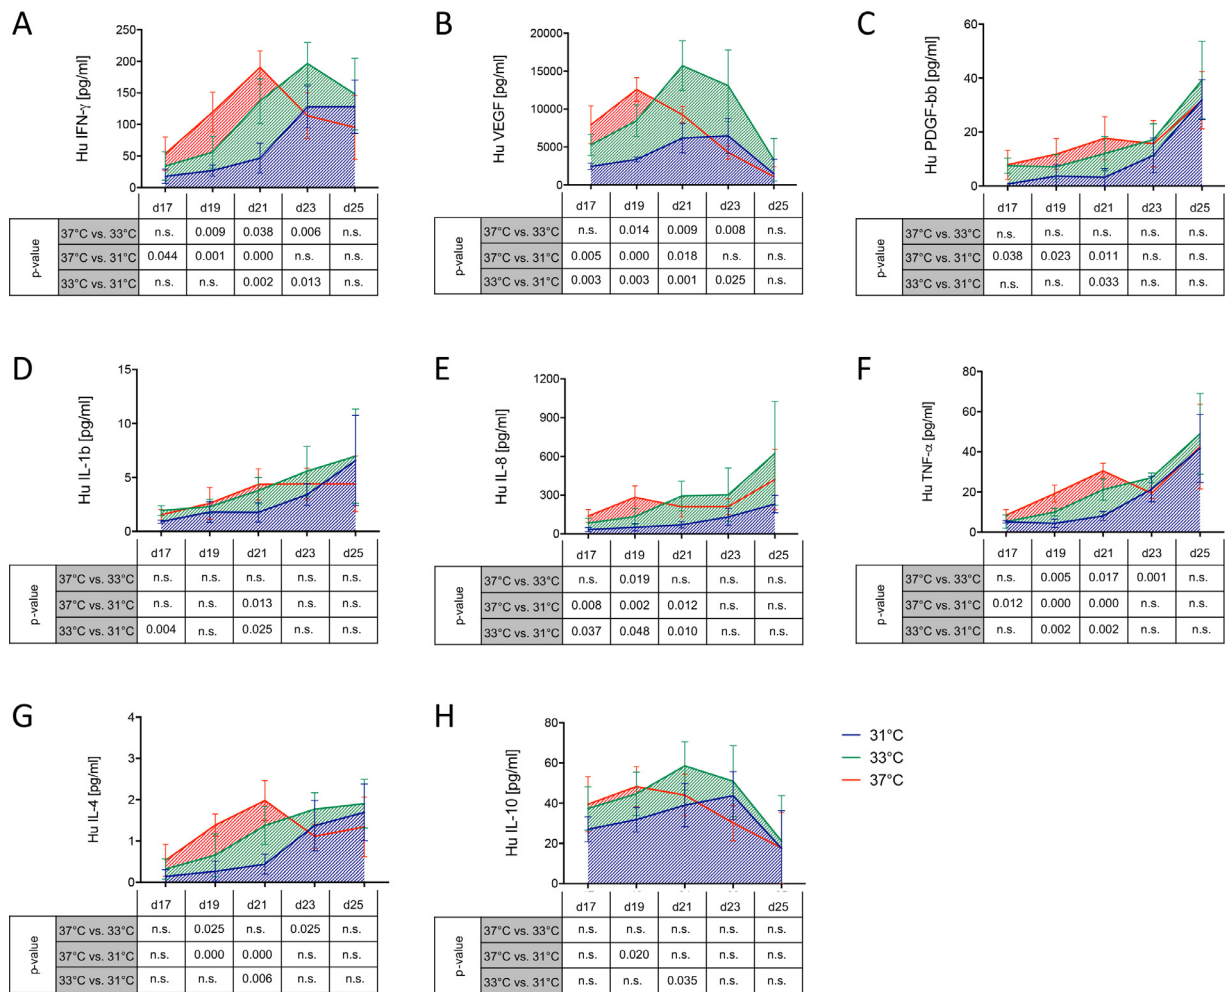 A
Hu IFN-γ [pg/ml]
250
200
150
100
50
0
d17 d19 d21 d23 d25
p-value
37°C vs. 33°C n.s. 0.009 0.038 0.006 n.s.
37°C vs. 31°C 0.044 0.001 0.000 n.s. n.s.
33°C vs. 31°C n.s. n.s. 0.002 0.013 n.s.
B
Hu VEGF [pg/ml]
20000
15000
10000
5000
0
d17 d19 d21 d23 d25
p-value
37°C vs. 33°C n.s. 0.014 0.009 0.008 n.s.
37°C vs. 31°C 0.005 0.000 0.018 n.s. n.s.
33°C vs. 31°C 0.003 0.003 0.001 0.025 n.s.
C
Hu PDGF-bb [pg/ml]
60
40
20
0
d17 d19 d21 d23 d25
p-value
37°C vs. 33°C n.s. n.s. n.s. n.s. n.s.
37°C vs. 31°C 0.038 0.023 0.011 n.s. n.s.
33°C vs. 31°C n.s. n.s. 0.033 n.s. n.s.
D
Hu IL-1b [pg/ml]
15
10
5
0
d17 d19 d21 d23 d25
p-value
37°C vs. 33°C n.s. n.s. n.s. n.s. n.s.
37°C vs. 31°C n.s. n.s. 0.013 n.s. n.s.
33°C vs. 31°C 0.004 n.s. 0.025 n.s. n.s.
E
Hu IL-8 [pg/ml]
1200
900
600
300
0
d17 d19 d21 d23 d25
p-value
37°C vs. 33°C n.s. 0.019 n.s. n.s. n.s.
37°C vs. 31°C 0.008 0.002 0.012 n.s. n.s.
33°C vs. 31°C 0.037 0.048 0.010 n.s. n.s.
F
Hu TNF-α [pg/ml]
80
60
40
20
0
d17 d19 d21 d23 d25
p-value
37°C vs. 33°C n.s. 0.005 0.017 0.001 n.s.
37°C vs. 31°C 0.012 0.000 0.000 n.s. n.s.
33°C vs. 31°C n.s. 0.002 0.002 n.s. n.s.
G
Hu IL-4 [pg/ml]
4
3
2
1
0
d17 d19 d21 d23 d25
p-value
37°C vs. 33°C n.s. 0.025 n.s. 0.025 n.s.
37°C vs. 31°C n.s. 0.000 0.000 n.s. n.s.
33°C vs. 31°C n.s. n.s. 0.006 n.s. n.s.
H
Hu IL-10 [pg/ml]
80
60
40
20
0
d17 d19 d21 d23 d25
p-value
37°C vs. 33°C n.s. n.s. n.s. n.s. n.s.
37°C vs. 31°C n.s. 0.020 n.s. n.s. n.s.
33°C vs. 31°C n.s. n.s. 0.035 n.s. n.s.
31°C
33°C
37°C